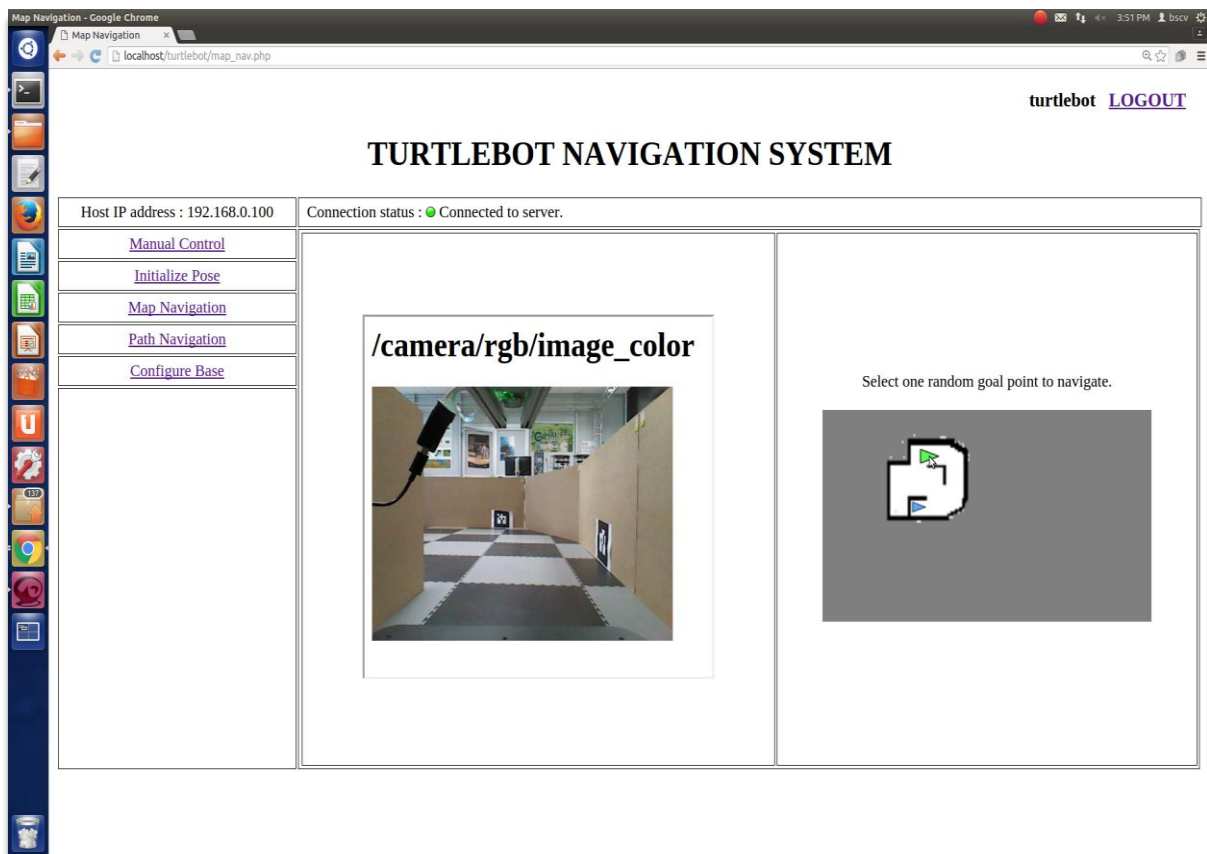 Map Navigation - Google Chrome
3:51 PM bscv
Map Navigation ×
localhost/turtlebot/map_nav.php
turtlebot LOGOUT
TURTLEBOT NAVIGATION SYSTEM
Host IP address : 192.168.0.100
Connection status : Connected to server.
Manual Control
Initialize Pose
Map Navigation
Path Navigation
Configure Base
/camera/rgb/image_color
Select one random goal point to navigate.
137